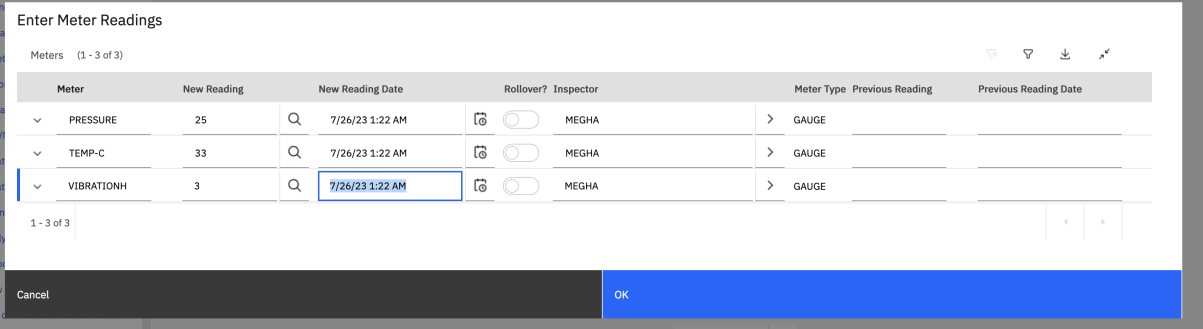 Enter Meter Readings
Meters (1 - 3 of 3)
Meter New Reading New Reading Date Rollover? Inspector Meter Type Previous Reading Previous Reading Date
PRESSURE 25 7/26/23 1:22 AM MEGHA GAUGE
TEMP-C 33 7/26/23 1:22 AM MEGHA GAUGE
VIBRATIONH 3 7/26/23 1:22 AM MEGHA GAUGE
1 - 3 of 3
Cancel OK